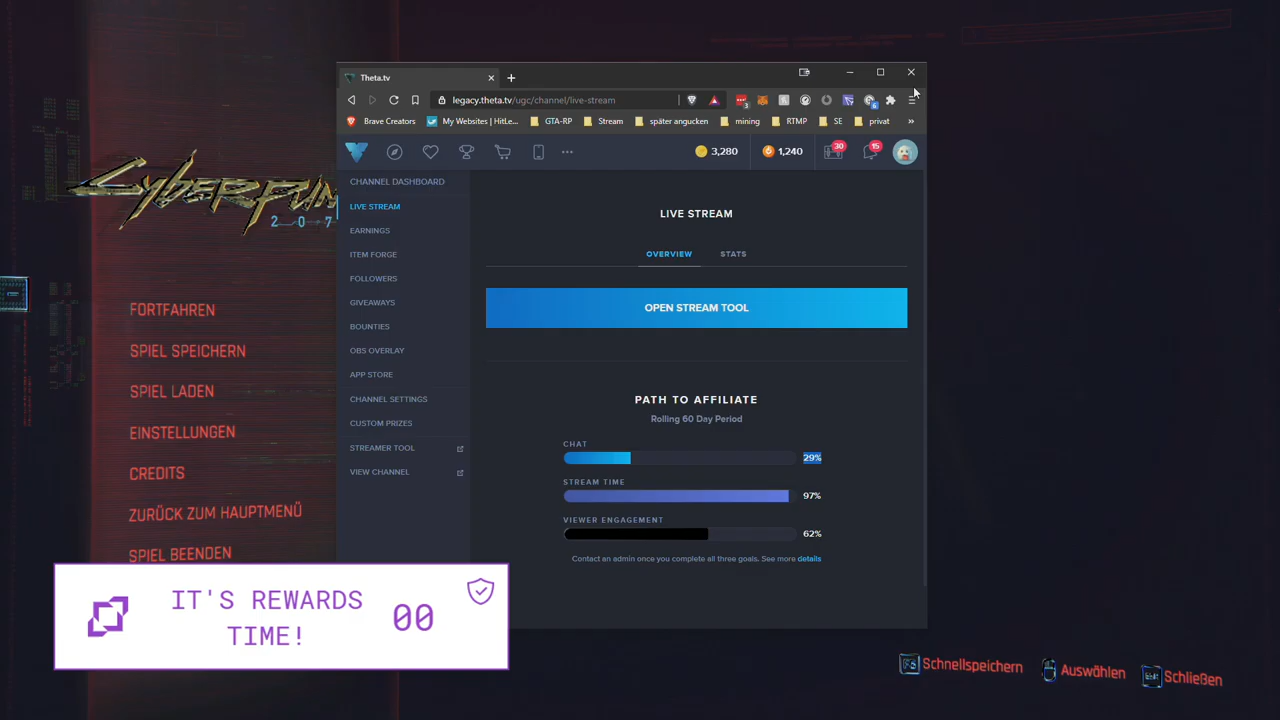 Theta.tv
legacy.theta.tv/ugc/channel/live-stream
3
6
Brave Creators
My Websites | HitLe...
GTA-RP
Stream
später angucken
mining
RTMP
SE
privat
3,280
1,240
30
15
CHANNEL DASHBOARD
LIVE STREAM
EARNINGS
ITEM FORGE
FOLLOWERS
GIVEAWAYS
BOUNTIES
OBS OVERLAY
APP STORE
CHANNEL SETTINGS
CUSTOM PRIZES
STREAMER TOOL
VIEW CHANNEL
LIVE STREAM
OVERVIEW
STATS
OPEN STREAM TOOL
PATH TO AFFILIATE
Rolling 60 Day Period
CHAT
29%
STREAM TIME
97%
VIEWER ENGAGEMENT
62%
Contact an admin once you complete all three goals. See more details
CYBERPUN
207
FORTFAHREN
SPIEL SPEICHERN
SPIEL LADEN
EINSTELLUNGEN
CREDITS
ZURÜCK ZUM HAUPTMENÜ
SPIEL BEENDEN
IT'S REWARDS
TIME!
00
F5 Schnellspeichern
Auswählen
Schließen